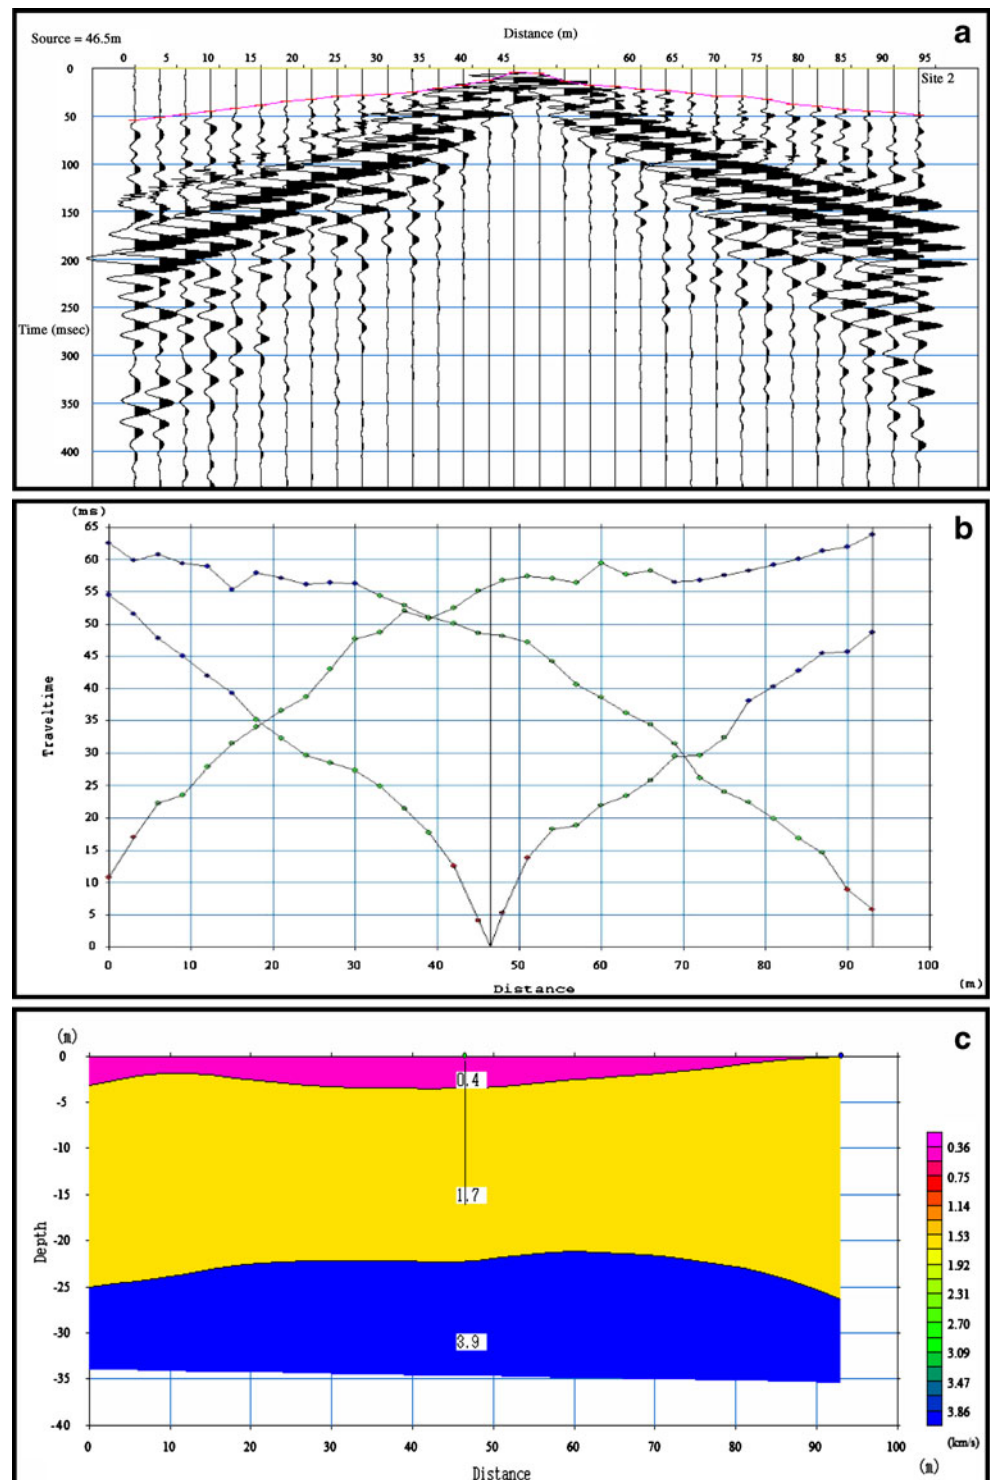 a
Distance (m)
Source = 46.5m
0 5 10 15 20 25 30 35 40 45 60 65 70 75 80 85 90 95
Site 2
0
50
100
150
200
250
Time (msec)
300
350
400
b
(ms)
65
60
55
50
45
40
35
30
25
20
15
10
5
0
Traveltime
0 10 20 30 40 50 60 70 80 90 100
Distance
(m)
c
(m)
0
-5
-10
-15
-20
-25
-30
-35
-40
Depth
0.4
1.7
3.9
0.36
0.75
1.14
1.53
1.92
2.31
2.70
3.09
3.47
3.86
(km/s)
0 10 20 30 40 50 60 70 80 90 100
(m)
Distance